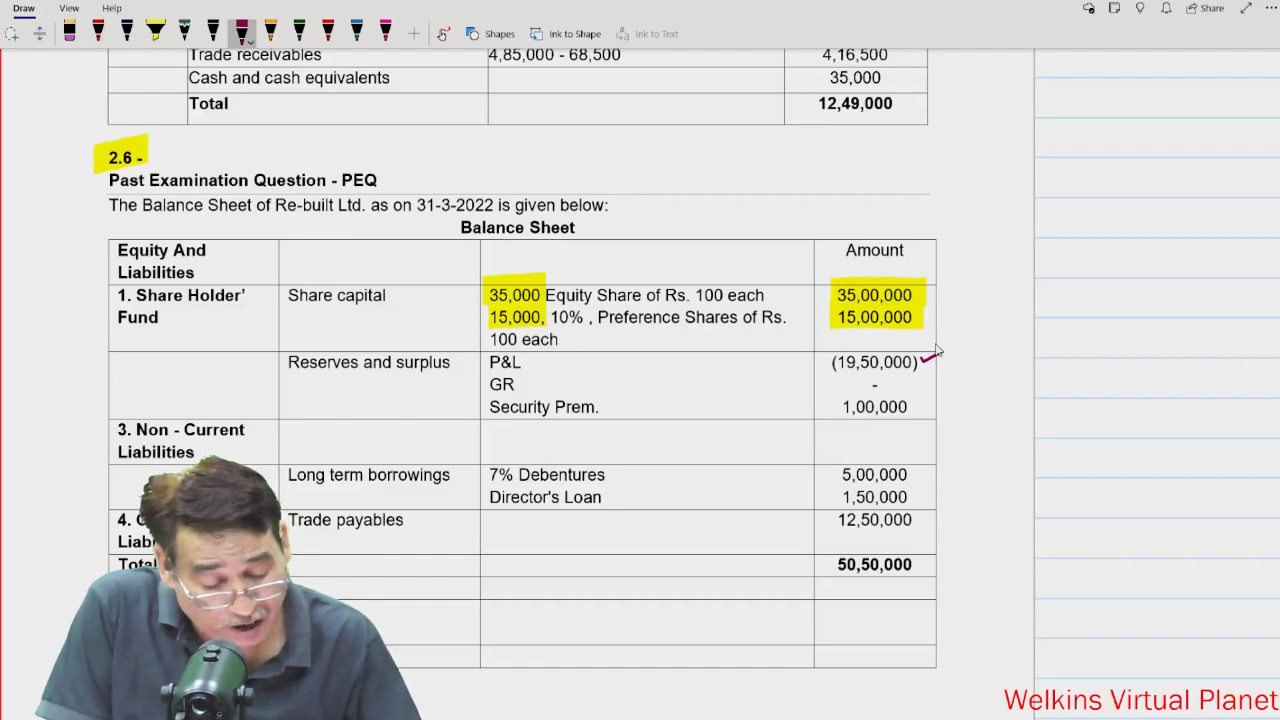 Draw View Help Share
Shapes Ink to Shape Ink to Text
Trade receivables 4,85,000 - 68,500 4,16,500
Cash and cash equivalents 35,000
Total 12,49,000
2.6 -
Past Examination Question - PEQ
The Balance Sheet of Re-built Ltd. as on 31-3-2022 is given below:
Balance Sheet
Equity And Amount
Liabilities
1. Share Holder’ Share capital 35,000 Equity Share of Rs. 100 each 35,00,000
Fund 15,000, 10% , Preference Shares of Rs. 15,00,000
100 each
Reserves and surplus P&L (19,50,000)
GR -
Security Prem. 1,00,000
3. Non - Current
Liabilities
Long term borrowings 7% Debentures 5,00,000
Director's Loan 1,50,000
4. Trade payables 12,50,000
50,50,000
Welkins Virtual Planet